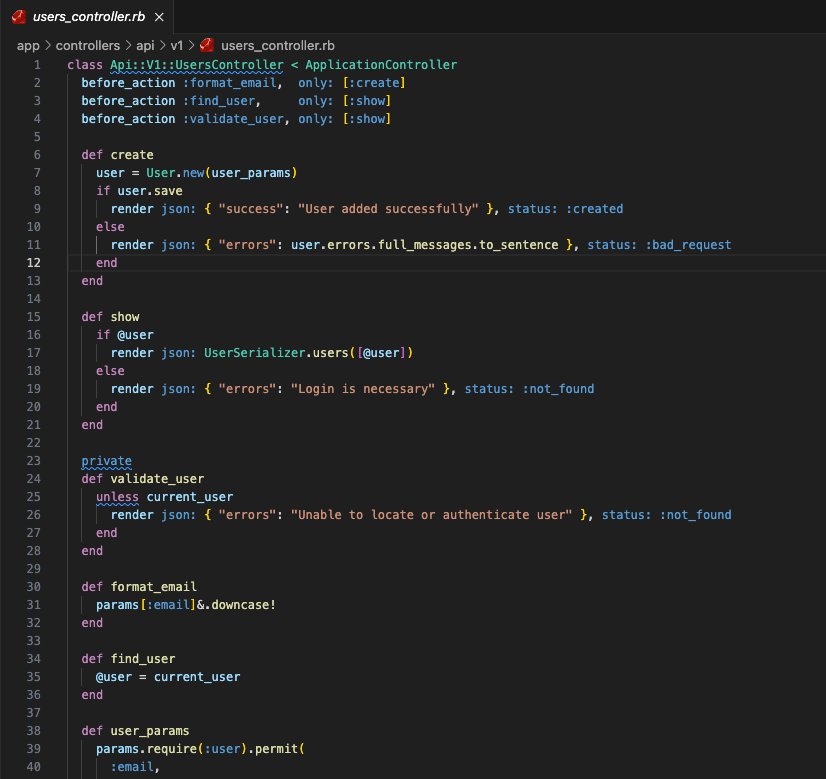 users_controller.rb ×
app > controllers > api > v1 > users_controller.rb
1 class Api::V1::UsersController < ApplicationController
2   before_action :format_email,  only: [:create]
3   before_action :find_user,     only: [:show]
4   before_action :validate_user, only: [:show]
5
6   def create
7     user = User.new(user_params)
8     if user.save
9       render json: { "success": "User added successfully" }, status: :created
10     else
11       render json: { "errors": user.errors.full_messages.to_sentence }, status: :bad_request
12     end
13   end
14
15   def show
16     if @user
17       render json: UserSerializer.users([@user])
18     else
19       render json: { "errors": "Login is necessary" }, status: :not_found
20     end
21   end
22
23   private
24   def validate_user
25     unless current_user
26       render json: { "errors": "Unable to locate or authenticate user" }, status: :not_found
27     end
28   end
29
30   def format_email
31     params[:email]&.downcase!
32   end
33
34   def find_user
35     @user = current_user
36   end
37
38   def user_params
39     params.require(:user).permit(
40       :email,